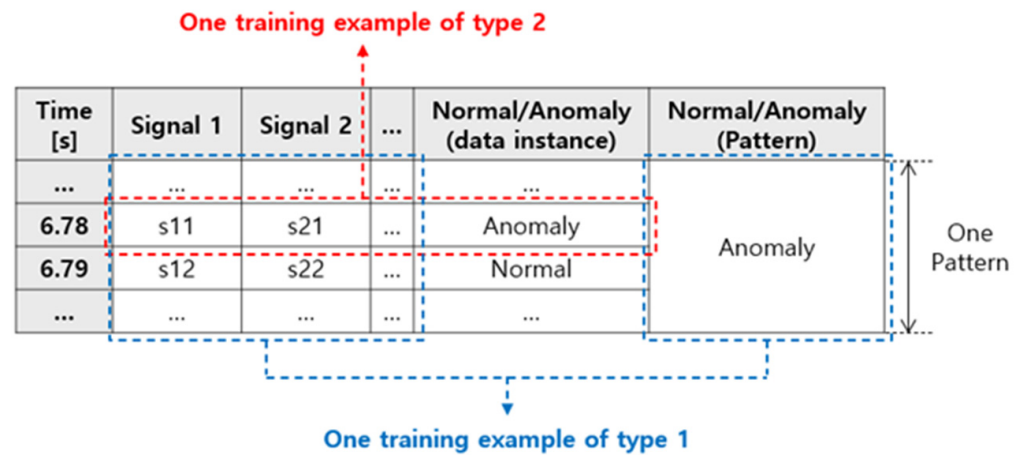 One training example of type 2
Time [s] Signal 1 Signal 2 ... Normal/Anomaly (data instance) Normal/Anomaly (Pattern)
... ... ... ... ...
6.78 s11 s21 ... Anomaly
Anomaly
6.79 s12 s22 ... Normal
... ... ... ... ...
One
Pattern
One training example of type 1